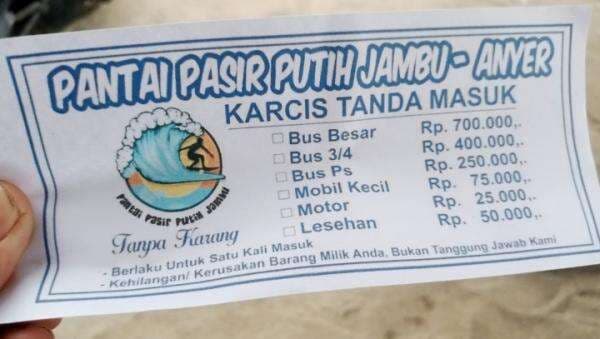 PANTAI PASIR PUTIH JAMBU - ANYER
KARCIS TANDA MASUK
Bus Besar Rp. 700.000,.
Bus 3/4 Rp. 400.000,.
Bus Ps Rp. 250.000,.
Mobil Kecil Rp. 75.000,.
Motor Rp. 25.000,.
Lesehan Rp. 50.000,.
Pantai Pasir Putih Jambu
Tanpa Karang
- Berlaku Untuk Satu Kali Masuk
- Kehilangan/ Kerusakan Barang Milik Anda, Bukan Tanggung Jawab Kami